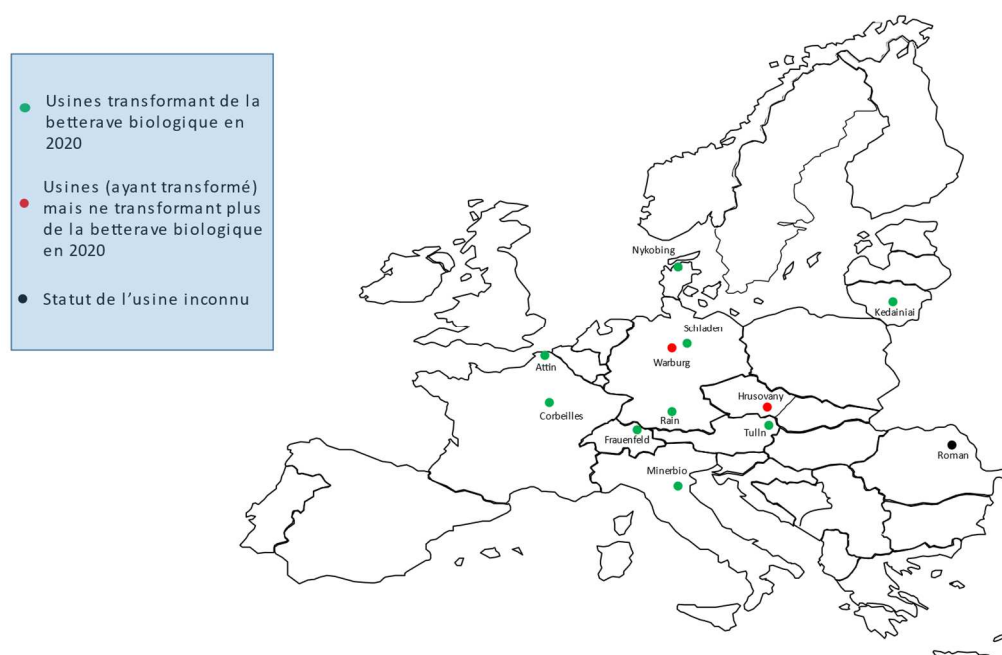 Usines transformant de la
betterave biologique en
2020
Usines (ayant transformé)
mais ne transformant plus
de la betterave biologique
en 2020
Statut de l'usine inconnu
Nykobing
Kedainiai
Schladen
Warburg
Attin
Hrusovany
Corbeilles
Rain
Tulln
Frauenfeld
Roman
Minerbio